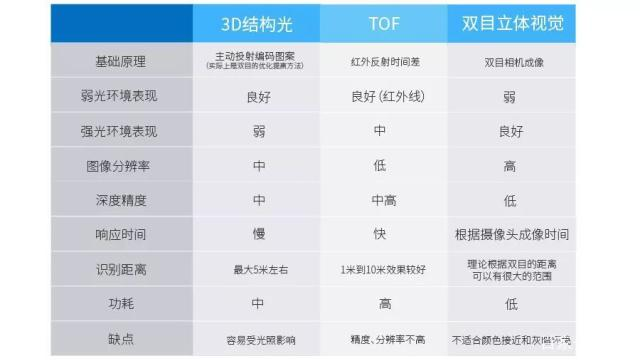 3D结构光 TOF 双目立体视觉
基础原理 主动投射编码图案 红外反射时间差 双目相机成像
(实际上是双目的优化提高方法)
弱光环境表现 良好 良好(红外线) 弱
强光环境表现 弱 中 良好
图像分辨率 中 低 高
深度精度 中 中高 低
响应时间 慢 快 根据摄像头成像时间
识别距离 最大5米左右 1米到10米效果较好 理论根据双目的距离
可以有很大的范围
功耗 中 高 低
缺点 容易受光照影响 精度、分辨率不高 不适合颜色接近和灰暗